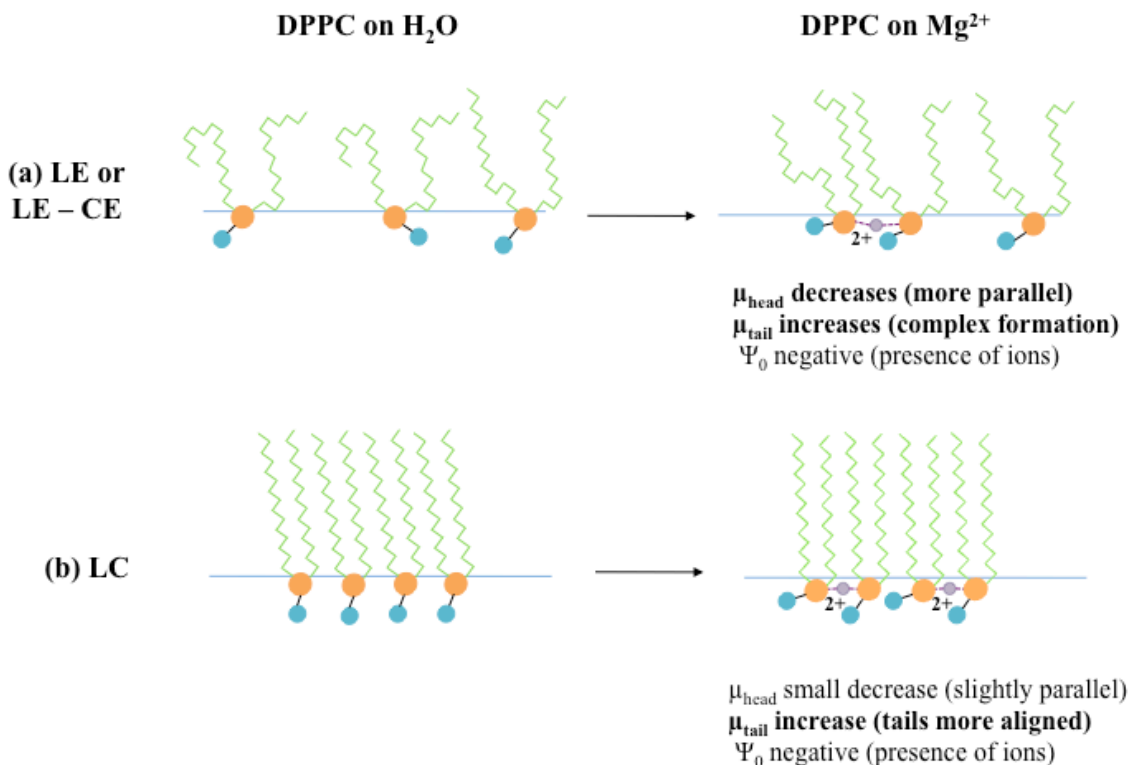 DPPC on H₂O
DPPC on Mg²⁺
(a) LE or
LE – CE
2+
μhead decreases (more parallel)
μtail increases (complex formation)
Ψ₀ negative (presence of ions)
(b) LC
2+
2+
μhead small decrease (slightly parallel)
μtail increase (tails more aligned)
Ψ₀ negative (presence of ions)